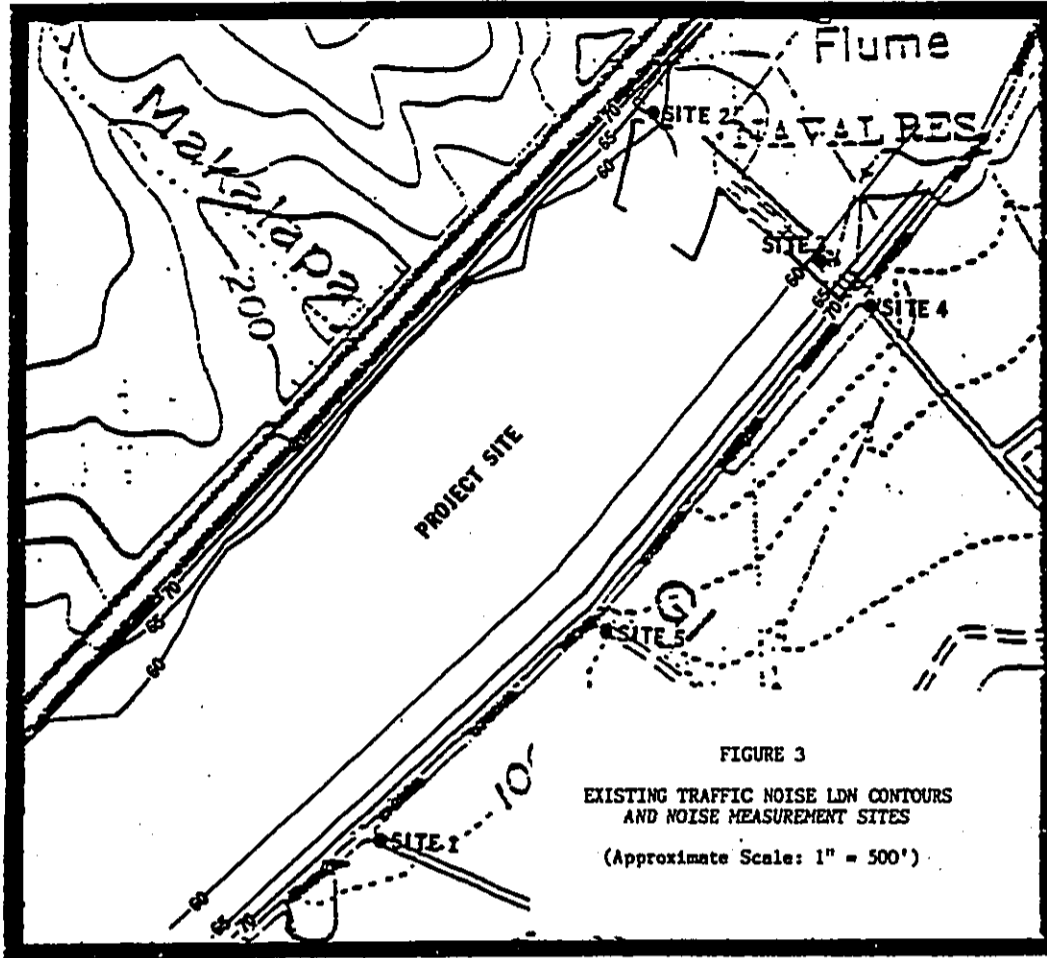 Flume
NAVAL RES
Makalapa
200
70
65
60
SITE 2
SITE 3
60
65
70
SITE 4
PROJECT SITE
70
65
60
SITE 5
SITE 1
60
65
70
FIGURE 3
EXISTING TRAFFIC NOISE LDN CONTOURS
AND NOISE MEASUREMENT SITES
(Approximate Scale: 1" = 500')